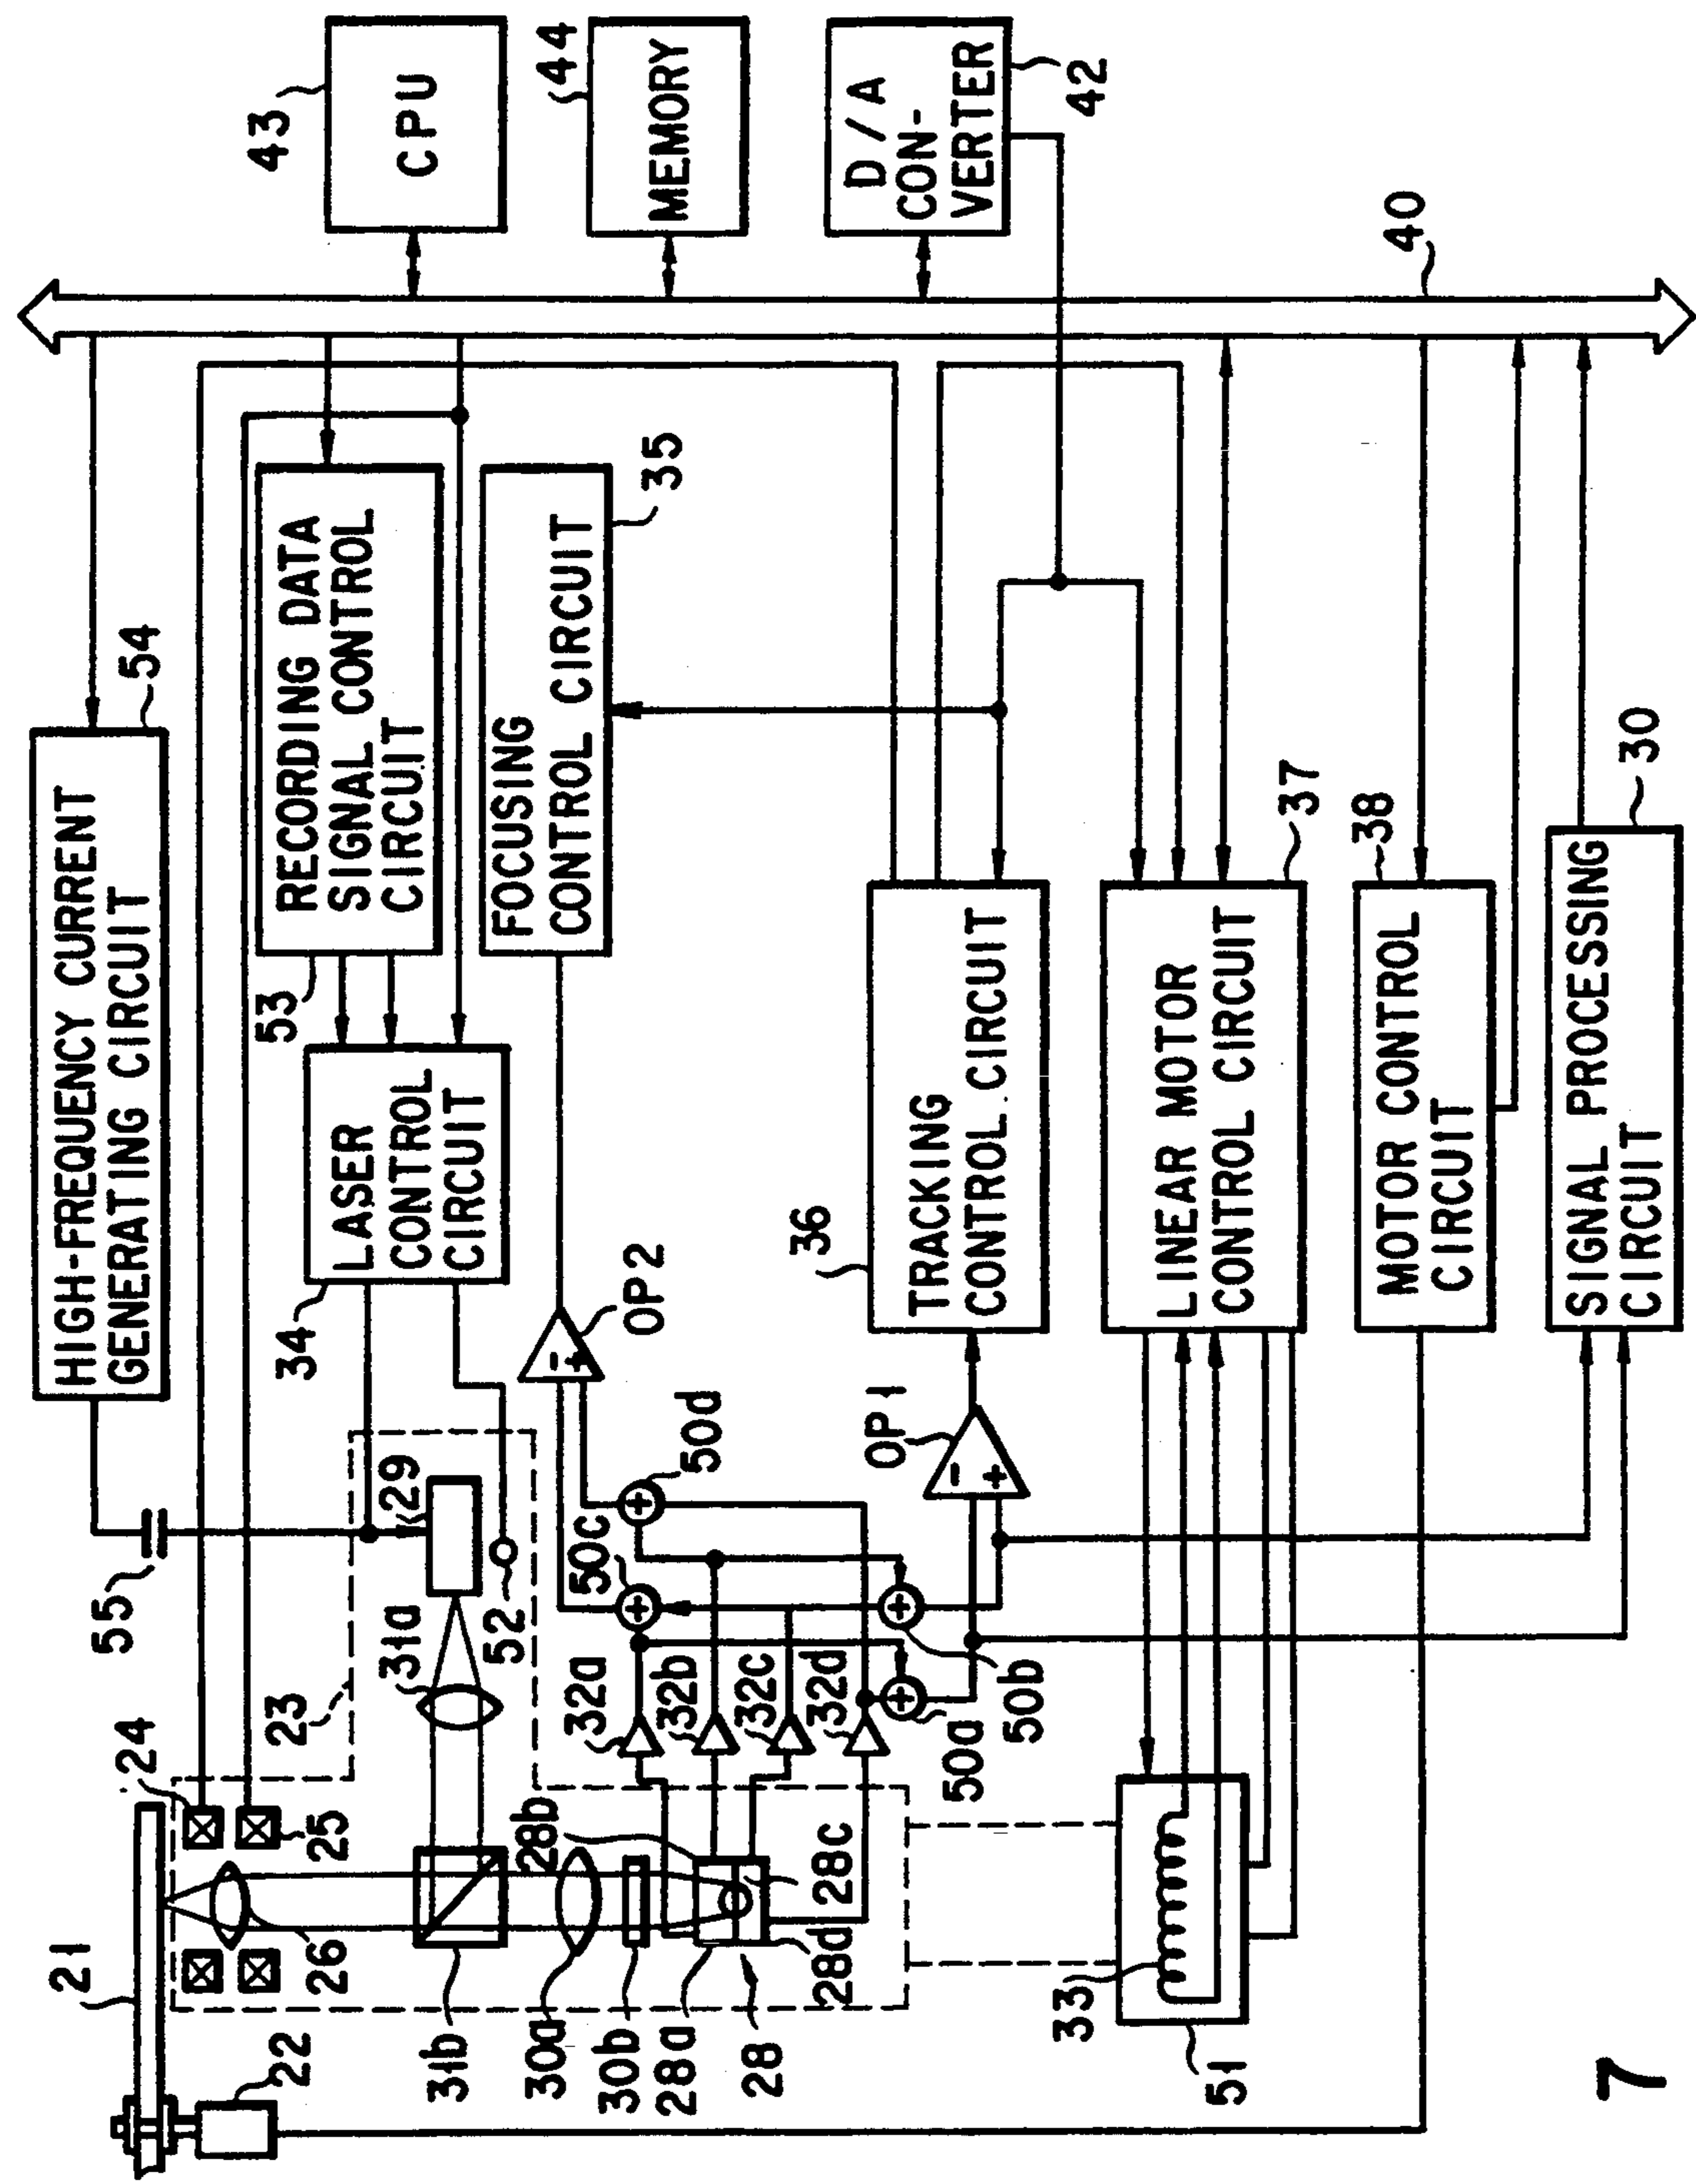 21
22
24
25
26
23
55
29
31a
31b
52
30a
30b
28a
28b
28c
28d
28
32a
32b
32c
32d
50a
50b
50c
50d
OP1
-
+
OP2
-
+
33
51
HIGH-FREQUENCY CURRENT
GENERATING CIRCUIT
54
LASER
CONTROL
CIRCUIT
34
RECORDING DATA
SIGNAL CONTROL
CIRCUIT
53
FOCUSING
CONTROL CIRCUIT
35
TRACKING
CONTROL CIRCUIT
36
LINEAR MOTOR
CONTROL CIRCUIT
37
MOTOR CONTROL
CIRCUIT
38
SIGNAL PROCESSING
CIRCUIT
30
40
CPU
43
MEMORY
44
D/A
CON-
VERTER
42
7